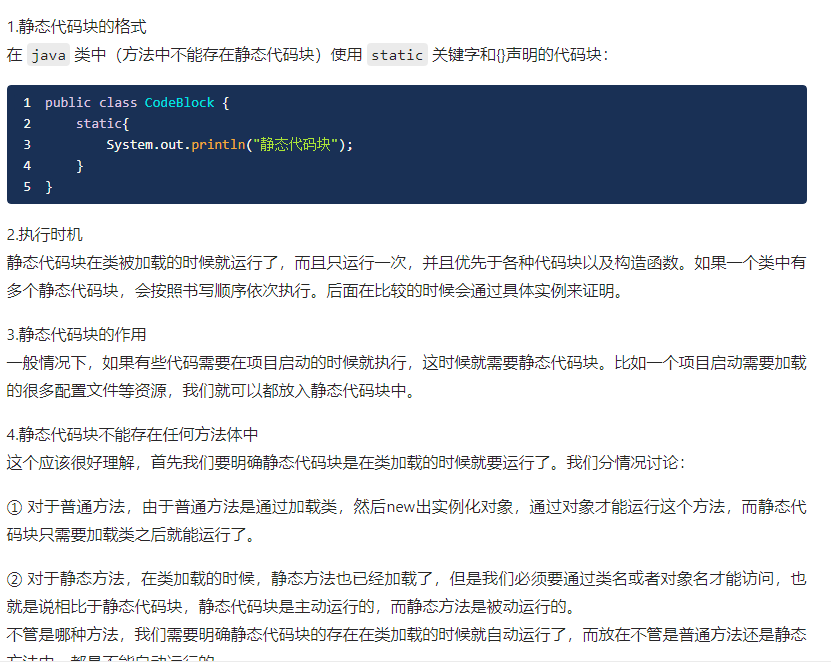 1.静态代码块的格式
在 java 类中（方法中不能存在静态代码块）使用 static 关键字和{}声明的代码块：
1 public class CodeBlock {
2     static{
3         System.out.println("静态代码块");
4     }
5 }
2.执行时机
静态代码块在类被加载的时候就运行了，而且只运行一次，并且优先于各种代码块以及构造函数。如果一个类中有
多个静态代码块，会按照书写顺序依次执行。后面在比较的时候会通过具体实例来证明。
3.静态代码块的作用
一般情况下，如果有些代码需要在项目启动的时候就执行，这时候就需要静态代码块。比如一个项目启动需要加载
的很多配置文件等资源，我们就可以都放入静态代码块中。
4.静态代码块不能存在任何方法体中
这个应该很好理解，首先我们要明确静态代码块是在类加载的时候就要运行了。我们分情况讨论：
① 对于普通方法，由于普通方法是通过加载类，然后new出实例化对象，通过对象才能运行这个方法，而静态代
码块只需要加载类之后就能运行了。
② 对于静态方法，在类加载的时候，静态方法也已经加载了，但是我们必须要通过类名或者对象名才能访问，也
就是说相比于静态代码块，静态代码块是主动运行的，而静态方法是被动运行的。
不管是哪种方法，我们需要明确静态代码块的存在在类加载的时候就自动运行了，而放在不管是普通方法还是静态
方法中，都是不能自动运行的